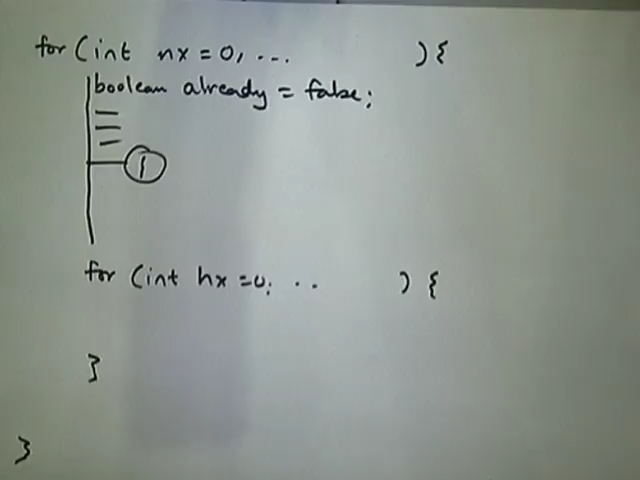 for (int nx = 0, ... ) {
boolean already = false;
1
for (int hx = 0; .. ) {
}
}